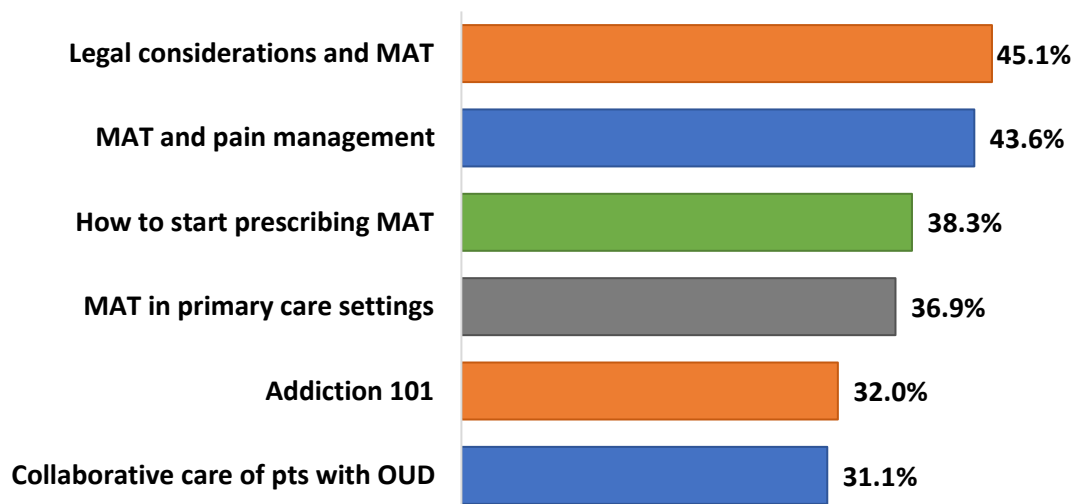 Legal considerations and MAT 45.1%
MAT and pain management 43.6%
How to start prescribing MAT 38.3%
MAT in primary care settings 36.9%
Addiction 101 32.0%
Collaborative care of pts with OUD 31.1%